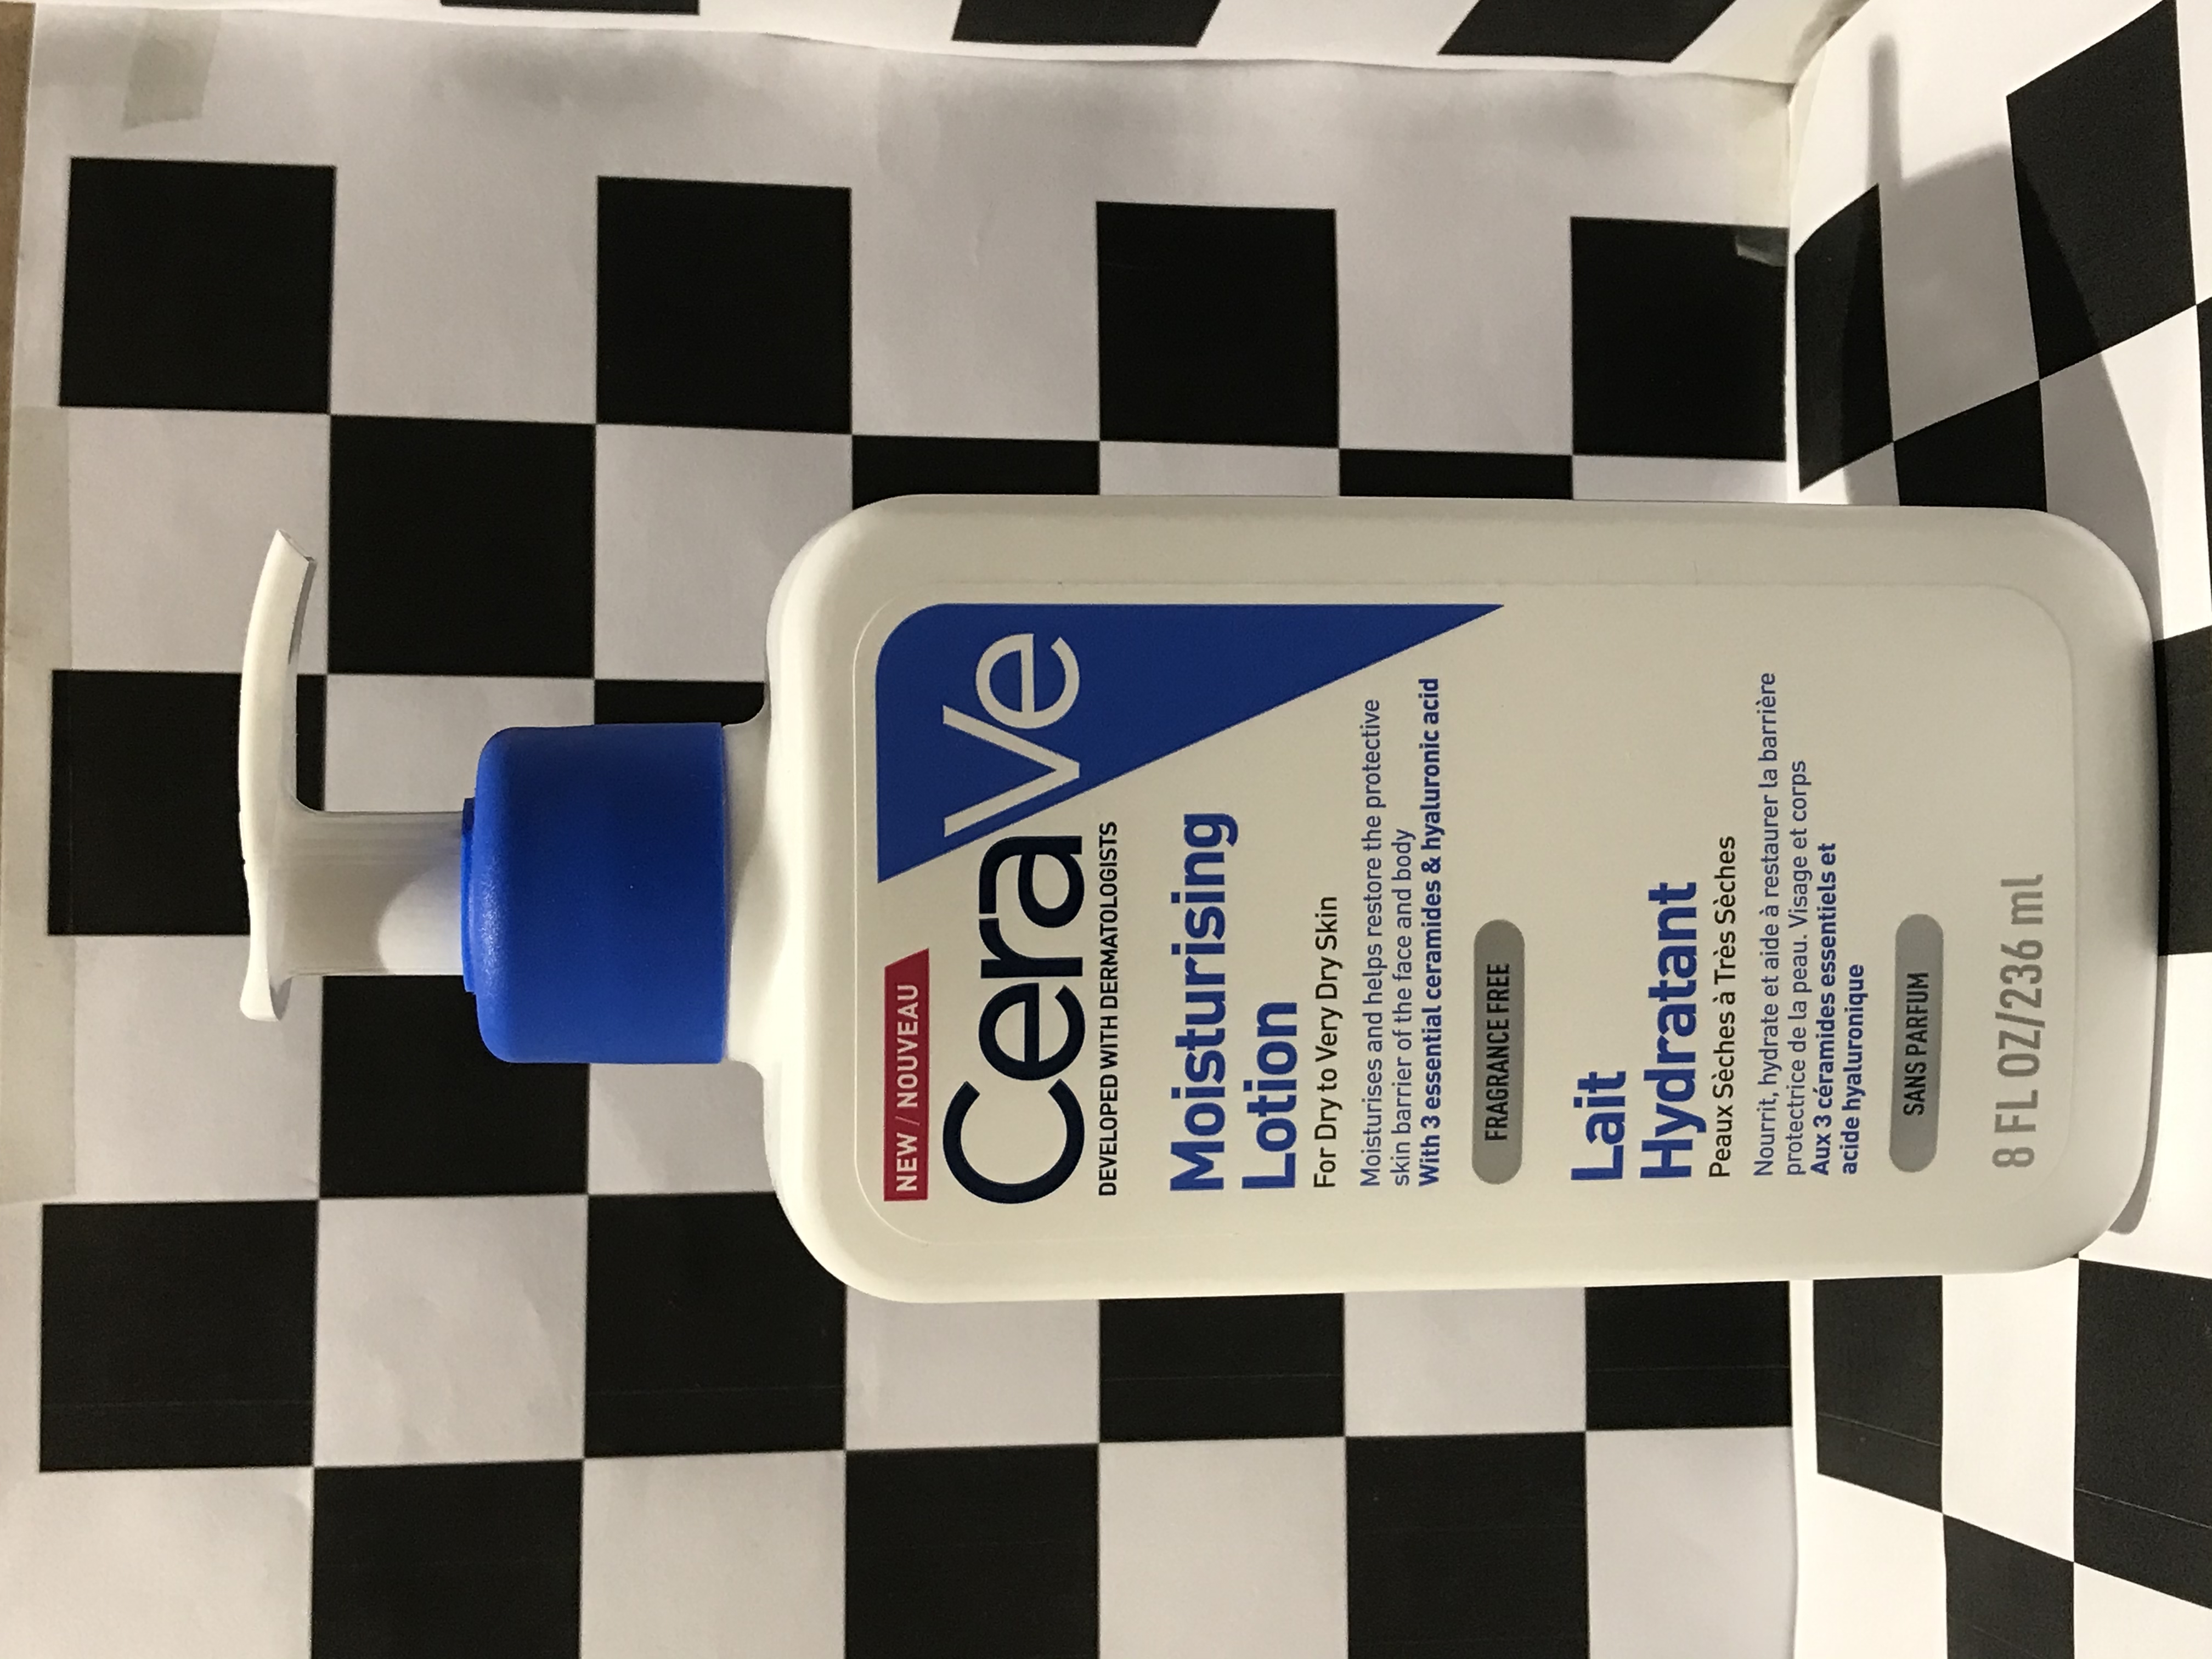 NEW / NOUVEAU
CeraVe
DEVELOPED WITH DERMATOLOGISTS
Moisturising
Lotion
For Dry to Very Dry Skin
Moisturises and helps restore the protective
skin barrier of the face and body
With 3 essential ceramides & hyaluronic acid
FRAGRANCE FREE
Lait
Hydratant
Peaux Sèches à Très Sèches
Nourrit, hydrate et aide à restaurer la barrière
protectrice de la peau. Visage et corps
Aux 3 céramides essentiels et
acide hyaluronique
SANS PARFUM
8 FL OZ/236 ml